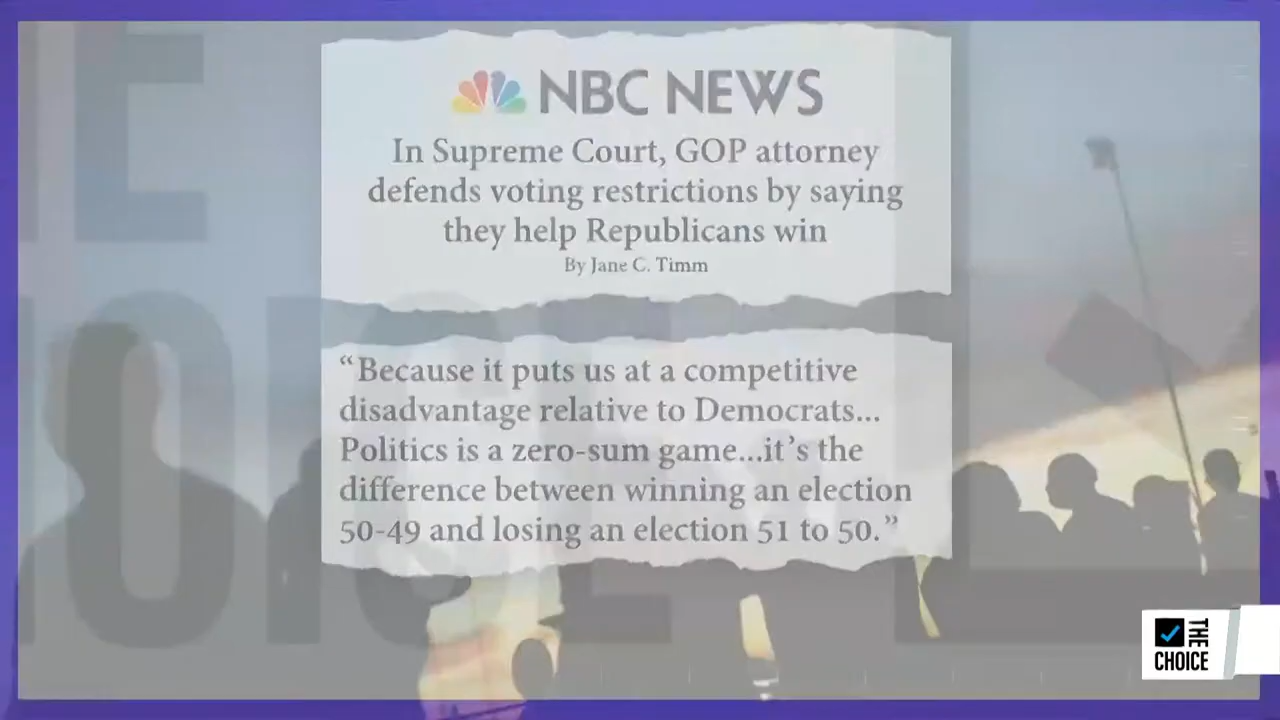 NBC NEWS
In Supreme Court, GOP attorney
defends voting restrictions by saying
they help Republicans win
By Jane C. Timm
“Because it puts us at a competitive
disadvantage relative to Democrats...
Politics is a zero-sum game...it’s the
difference between winning an election
50-49 and losing an election 51 to 50.”
THE
CHOICE